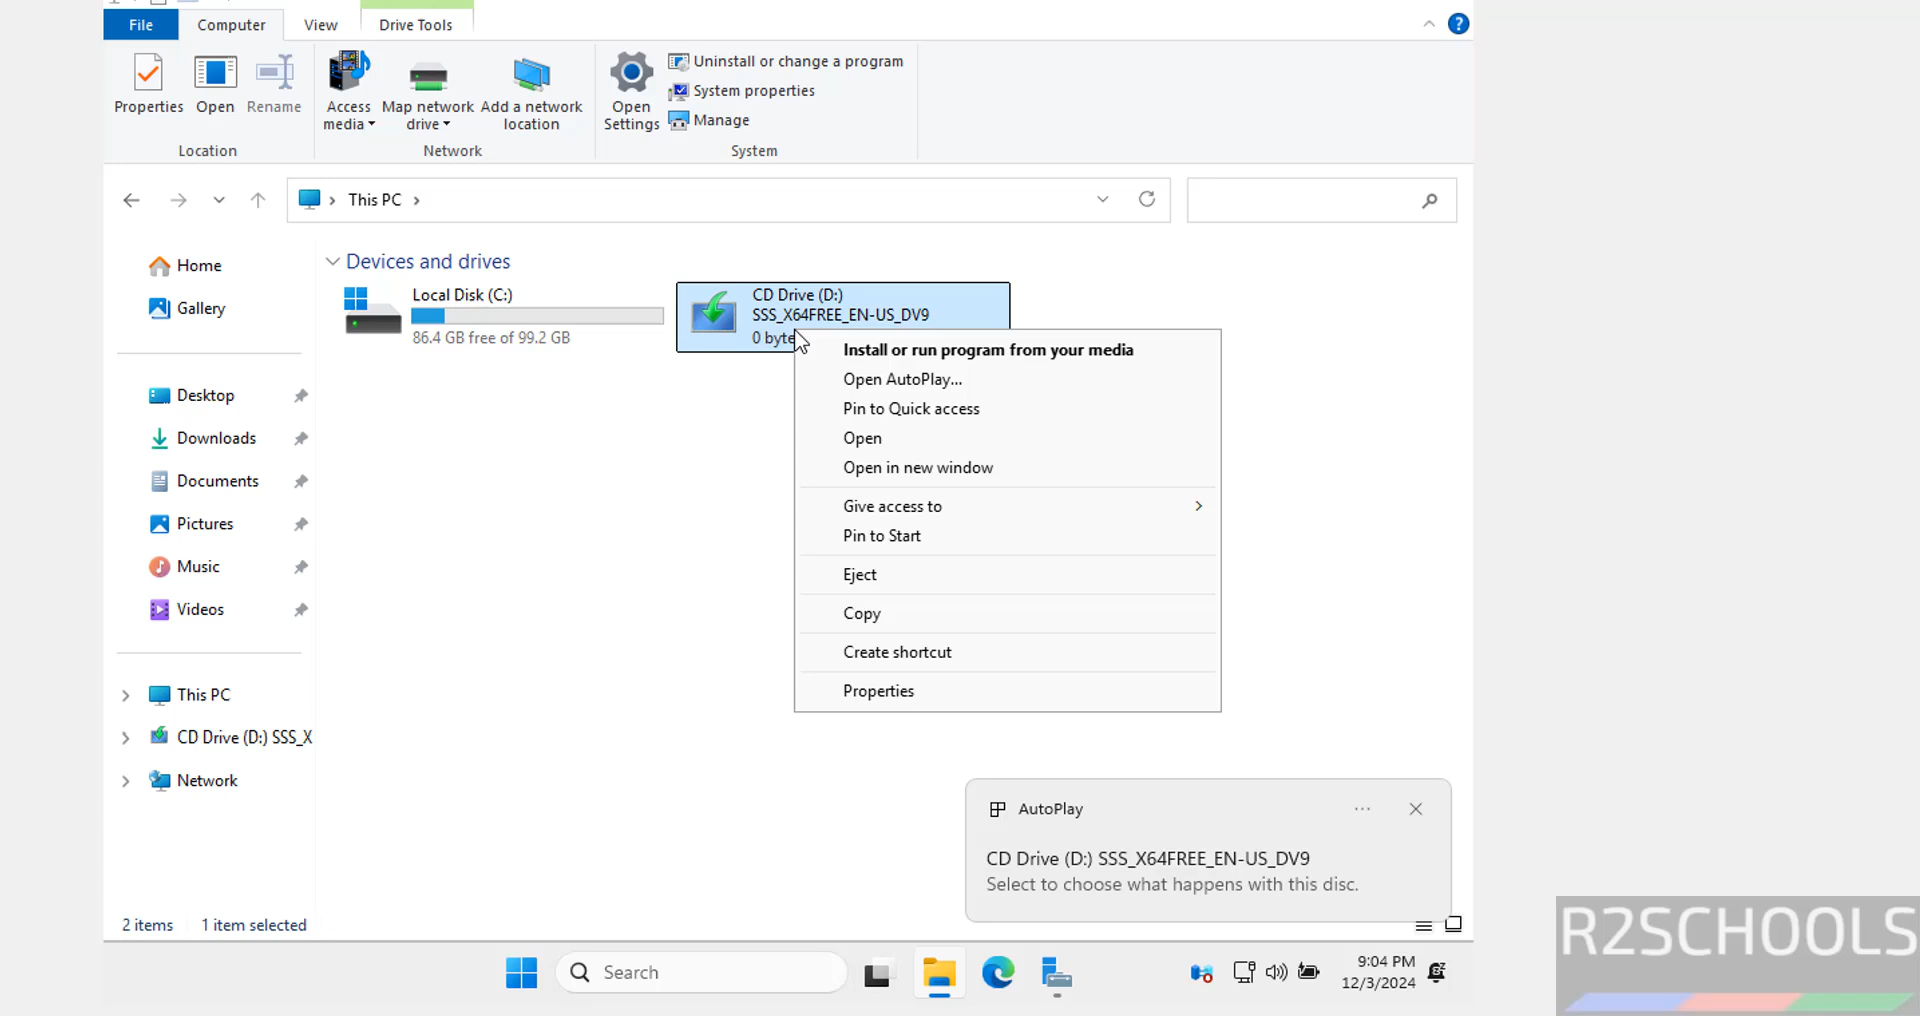 File
Computer
View
Drive Tools
Properties
Open
Rename
Access
media
Map network
drive
Add a network
location
Open
Settings
Uninstall or change a program
System properties
Manage
Location
Network
System
This PC
Home
Gallery
Desktop
Downloads
Documents
Pictures
Music
Videos
This PC
CD Drive (D:) SSS_X
Network
Devices and drives
Local Disk (C:)
86.4 GB free of 99.2 GB
CD Drive (D:)
SSS_X64FREE_EN-US_DV9
0 byte
Install or run program from your media
Open AutoPlay...
Pin to Quick access
Open
Open in new window
Give access to
Pin to Start
Eject
Copy
Create shortcut
Properties
AutoPlay
CD Drive (D:) SSS_X64FREE_EN-US_DV9
Select to choose what happens with this disc.
2 items
1 item selected
Search
9:04 PM
12/3/2024
R2SCHOOLS